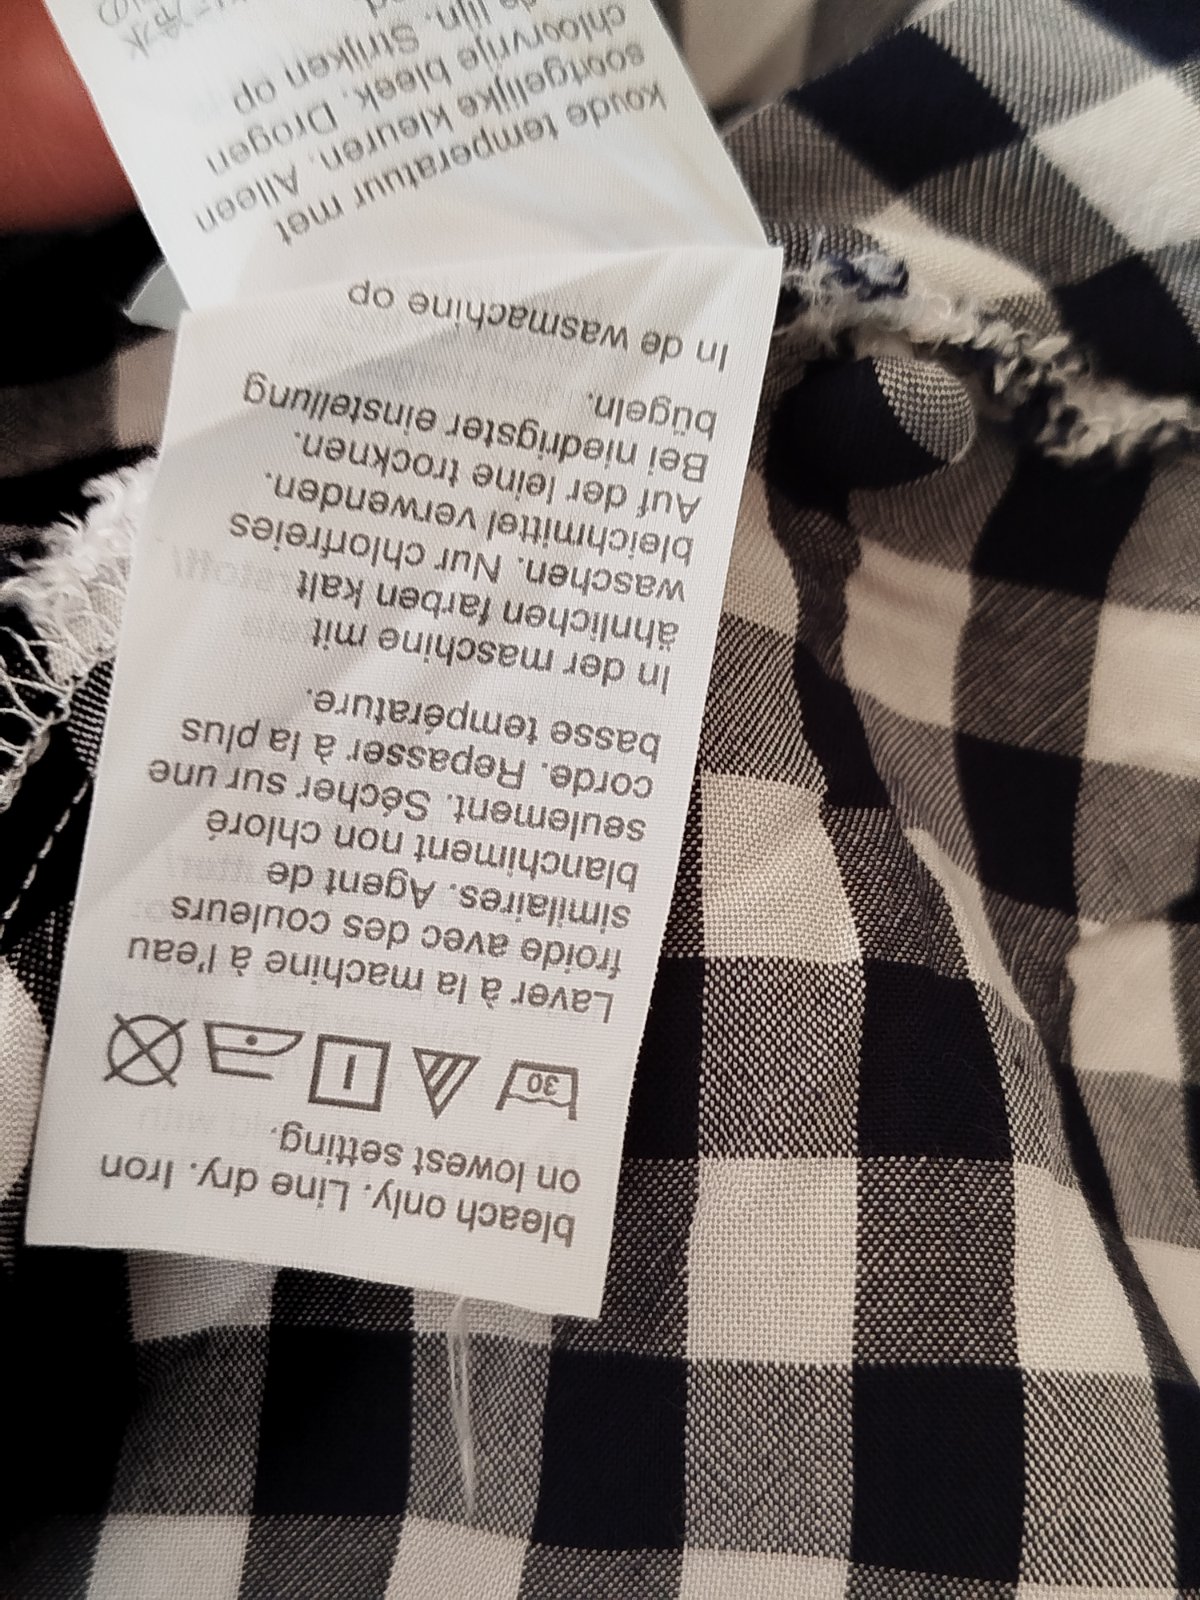 bleach only. Line dry. Iron
on lowest setting.
30
Laver à la machine à l'eau
froide avec des couleurs
similaires. Agent de
blanchiment non chloré
seulement. Sécher sur une
corde. Repasser à la plus
basse température.
In der maschine mit
ähnlichen farben kalt
waschen. Nur chlorfreies
bleichmittel verwenden.
Auf der leine trocknen.
Bei niedrigster einstellung
bügeln.
In de wasmachine op
koude temperatuur met
soortgelijke kleuren. Alleen
chloorvrije bleek. Drogen
lijn. Strijken op